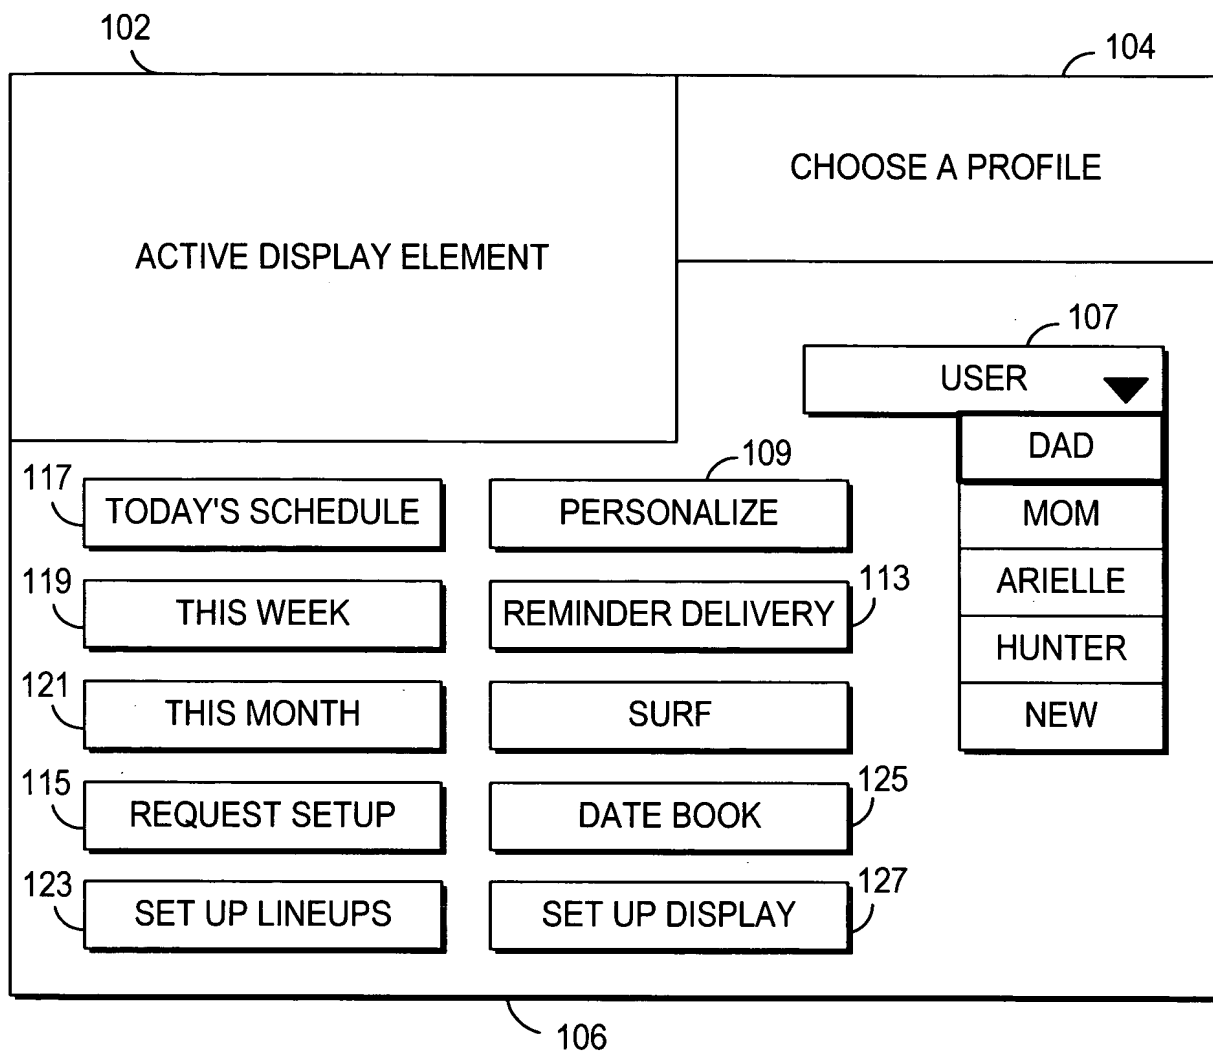 102
104
CHOOSE A PROFILE
ACTIVE DISPLAY ELEMENT
107
USER
DAD
MOM
ARIELLE
HUNTER
NEW
117
TODAY'S SCHEDULE
109
PERSONALIZE
119
THIS WEEK
REMINDER DELIVERY
113
121
THIS MONTH
SURF
115
REQUEST SETUP
DATE BOOK
125
123
SET UP LINEUPS
SET UP DISPLAY
127
106